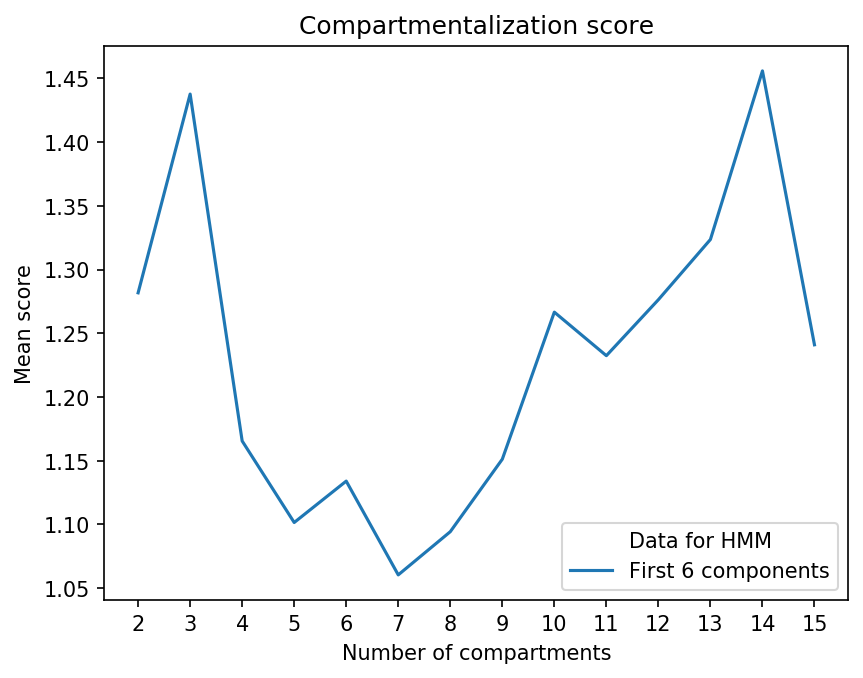 Compartmentalization score
Mean score
1.45
1.40
1.35
1.30
1.25
1.20
1.15
1.10
1.05
Data for HMM
First 6 components
2 3 4 5 6 7 8 9 10 11 12 13 14 15
Number of compartments